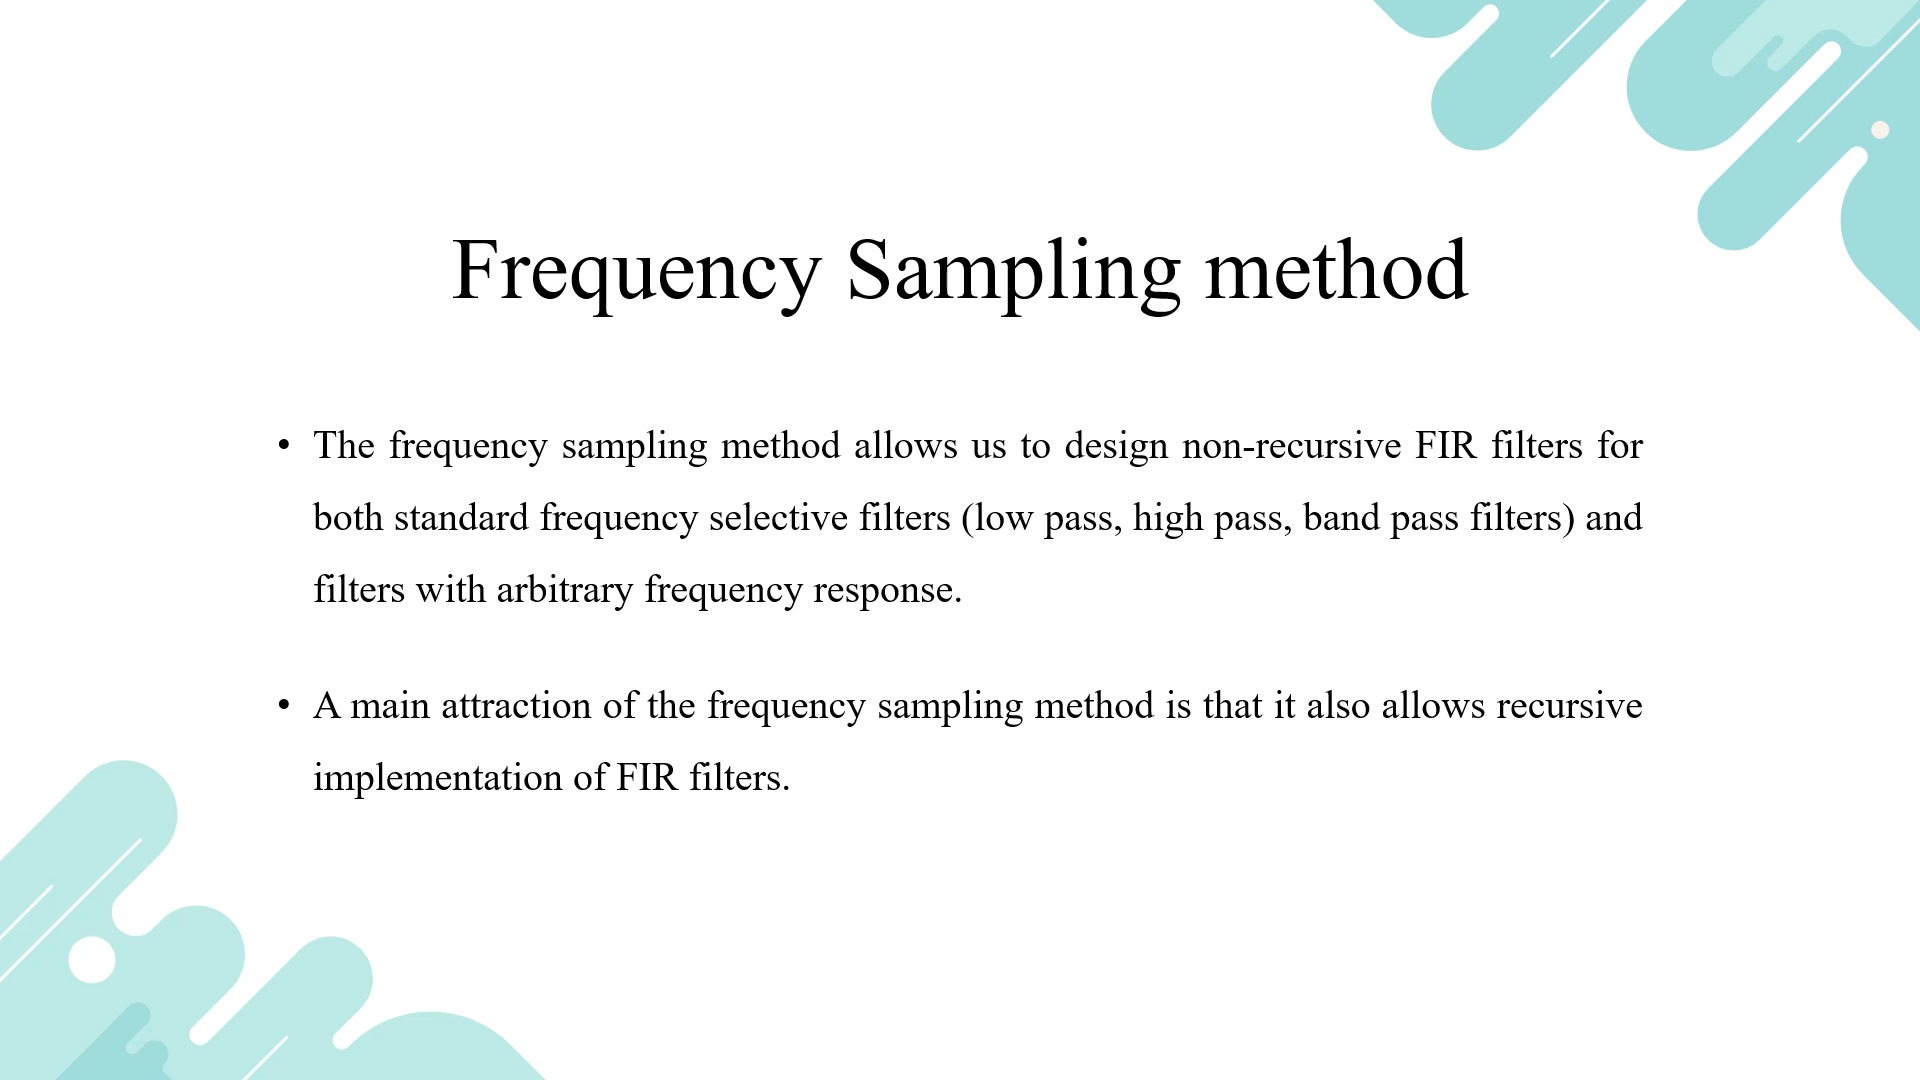 Frequency Sampling method
• The frequency sampling method allows us to design non-recursive FIR filters for
both standard frequency selective filters (low pass, high pass, band pass filters) and
filters with arbitrary frequency response.
• A main attraction of the frequency sampling method is that it also allows recursive
implementation of FIR filters.